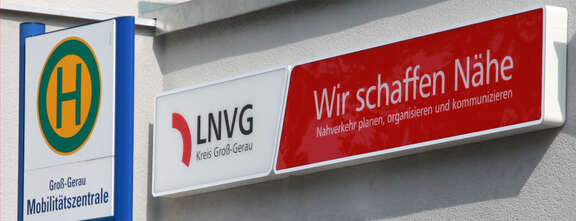 H
Groß-Gerau
Mobilitätszentrale
LNVG
Kreis Groß-Gerau
Wir schaffen Nähe
Nahverkehr planen, organisieren und kommunizieren